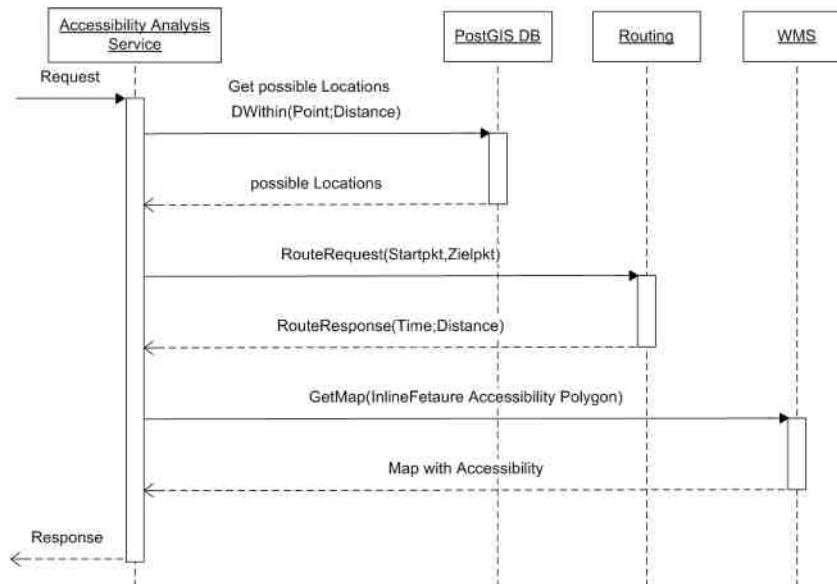 Accessibility Analysis
Service
PostGIS DB
Routing
WMS
Request
Get possible Locations
DWithin(Point;Distance)
possible Locations
RouteRequest(Startpkt,Zielpkt)
RouteResponse(Time;Distance)
GetMap(InlineFetaure Accessibility Polygon)
Map with Accessibility
Response